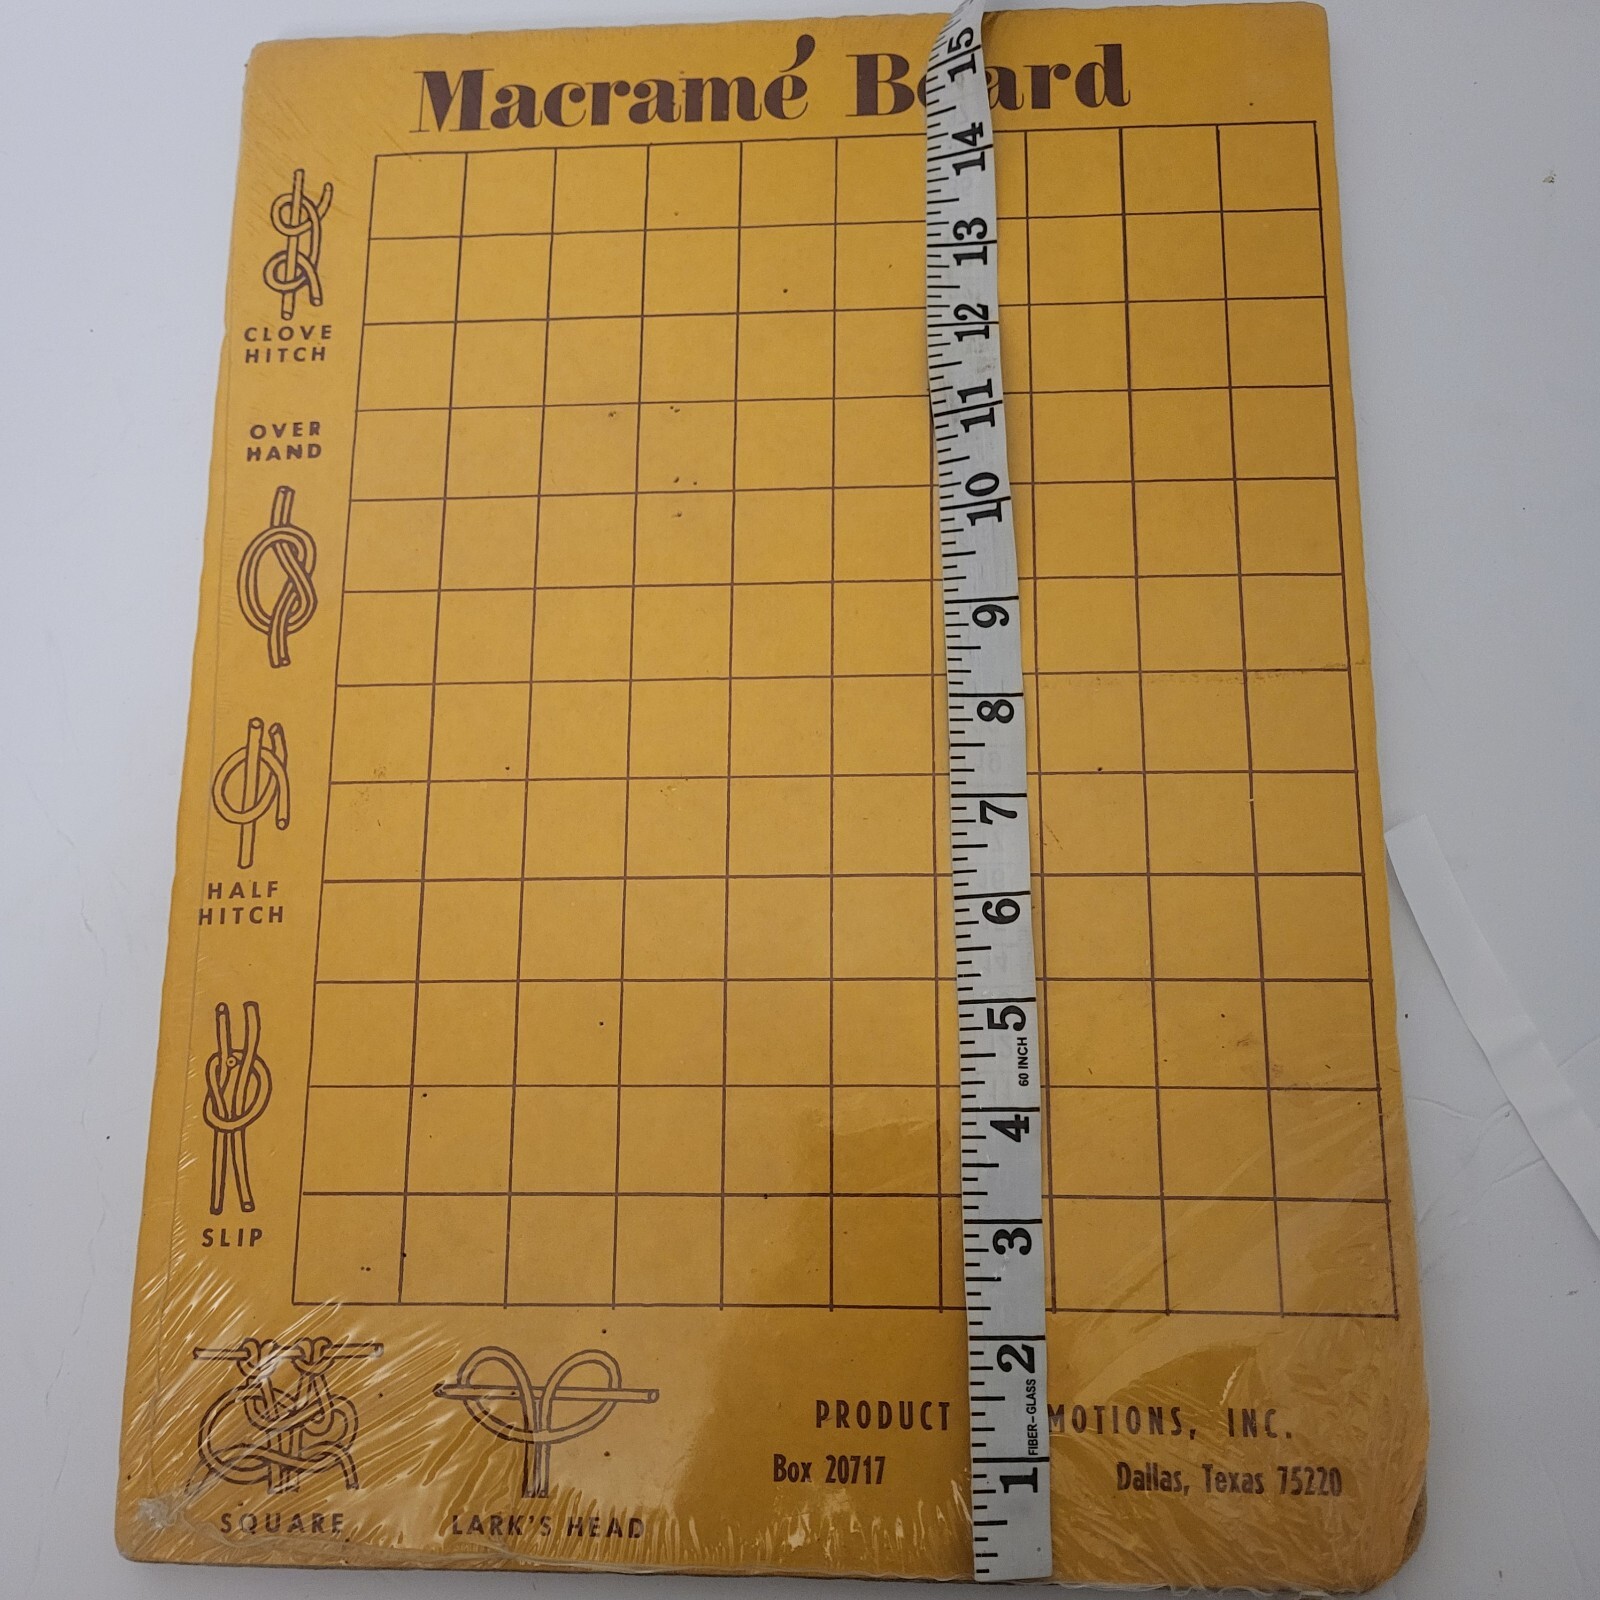 Macramé Board
CLOVE
HITCH
OVER
HAND
HALF
HITCH
SLIP
SQUARE
LARK'S HEAD
PRODUCT MOTIONS, INC.
Box 20717 Dallas, Texas 75220
15
14
13
12
11
10
9
8
7
6
5
60 INCH
4
3
2
FIBER-GLASS
1